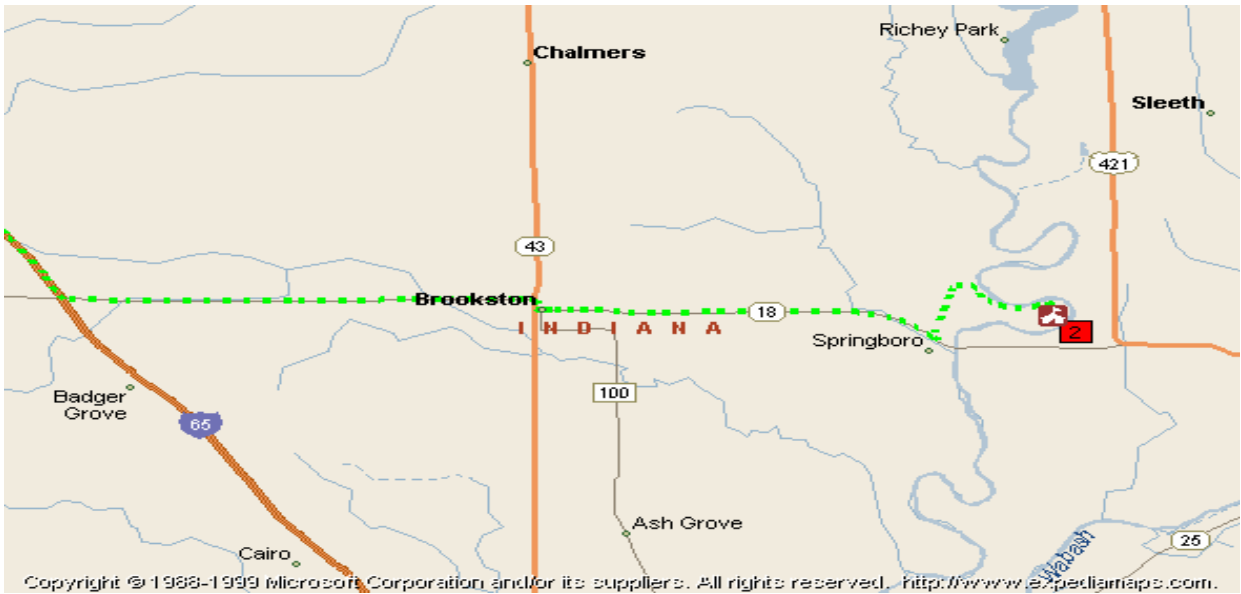 Richey Park
Chalmers
Sleeth
421
43
Brookston
18
INDIANA
2
Springboro
Badger
Grove
100
65
Ash Grove
Cairo
Wabash
25
Copyright © 1988-1999 Microsoft Corporation and/or its suppliers. All rights reserved. http://www.expediamaps.com.